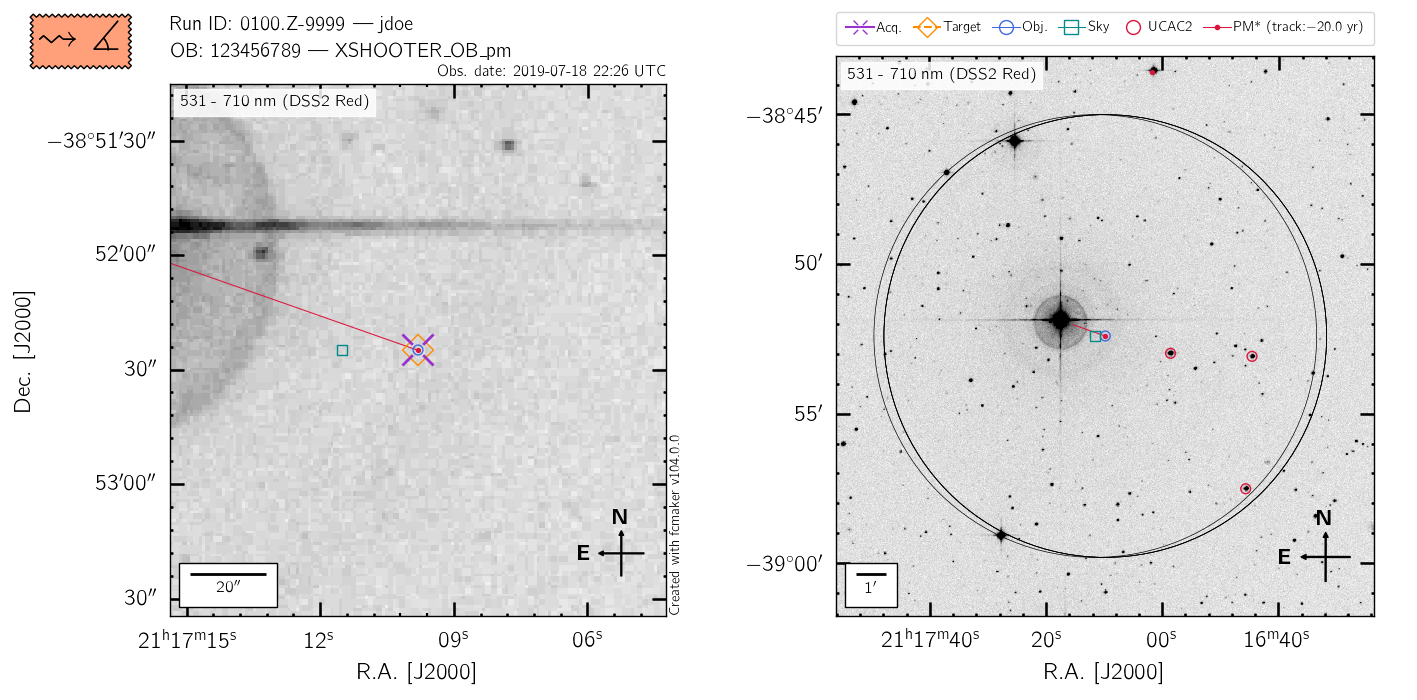 Run ID: 0100.Z-9999 — jdoe
OB: 123456789 — XSHOOTER_OB_pm
Obs. date: 2019-07-18 22:26 UTC
531 - 710 nm (DSS2 Red)
−38°51′30″
52′00″
30″
53′00″
30″
Dec. [J2000]
N
E
20″
Created with fcmaker v104.0.0
21ʰ17ᵐ15ˢ 12ˢ 09ˢ 06ˢ
R.A. [J2000]
Acq. Target Obj. Sky UCAC2 PM* (track:−20.0 yr)
531 - 710 nm (DSS2 Red)
−38°45′
50′
55′
−39°00′
N
E
1′
21ʰ17ᵐ40ˢ 20ˢ 00ˢ 16ᵐ40ˢ
R.A. [J2000]